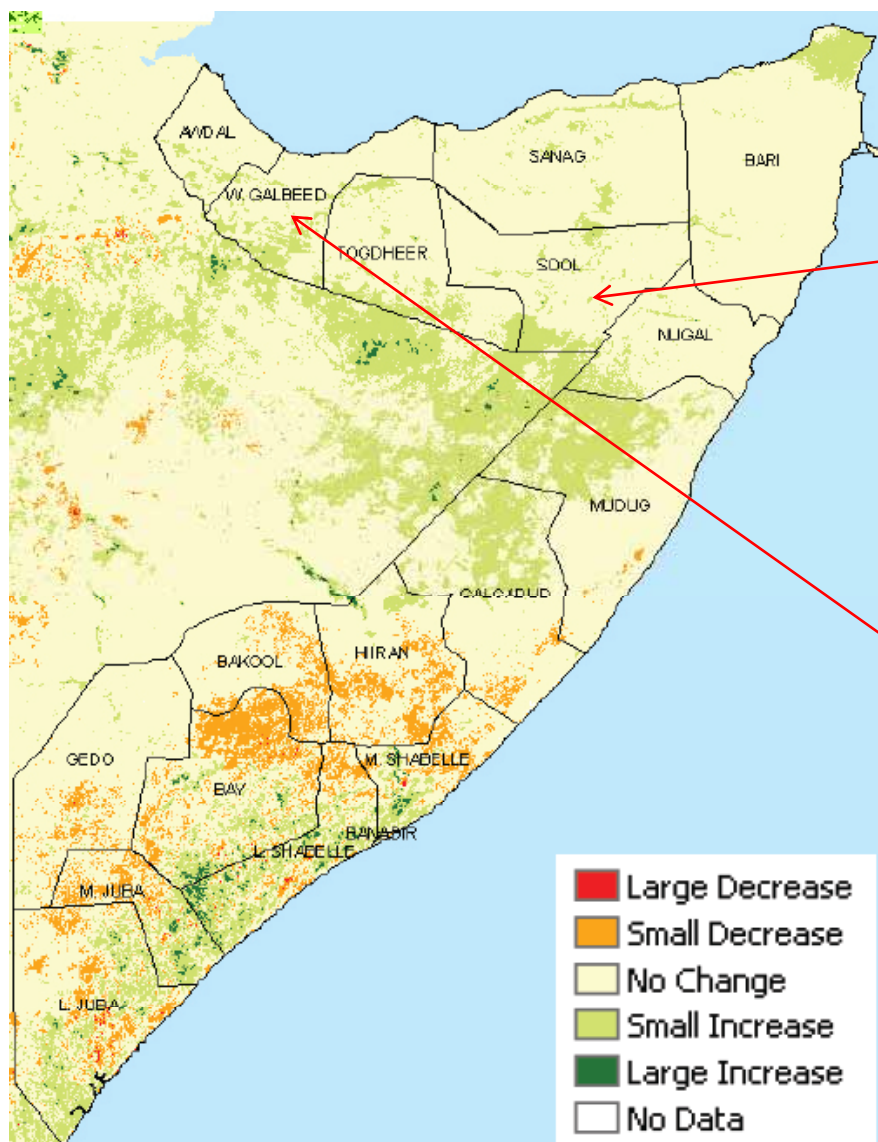 AWDAL
SANAG
BARI
W. GALBEED
TOGDHEER
SOOL
NUGAL
MUDUG
GALGADUD
HIRAN
BAKOOL
GEDO
M. SHABELLE
BAY
BANADIR
L. SHABELLE
M. JUBA
L. JUBA
Large Decrease
Small Decrease
No Change
Small Increase
Large Increase
No Data